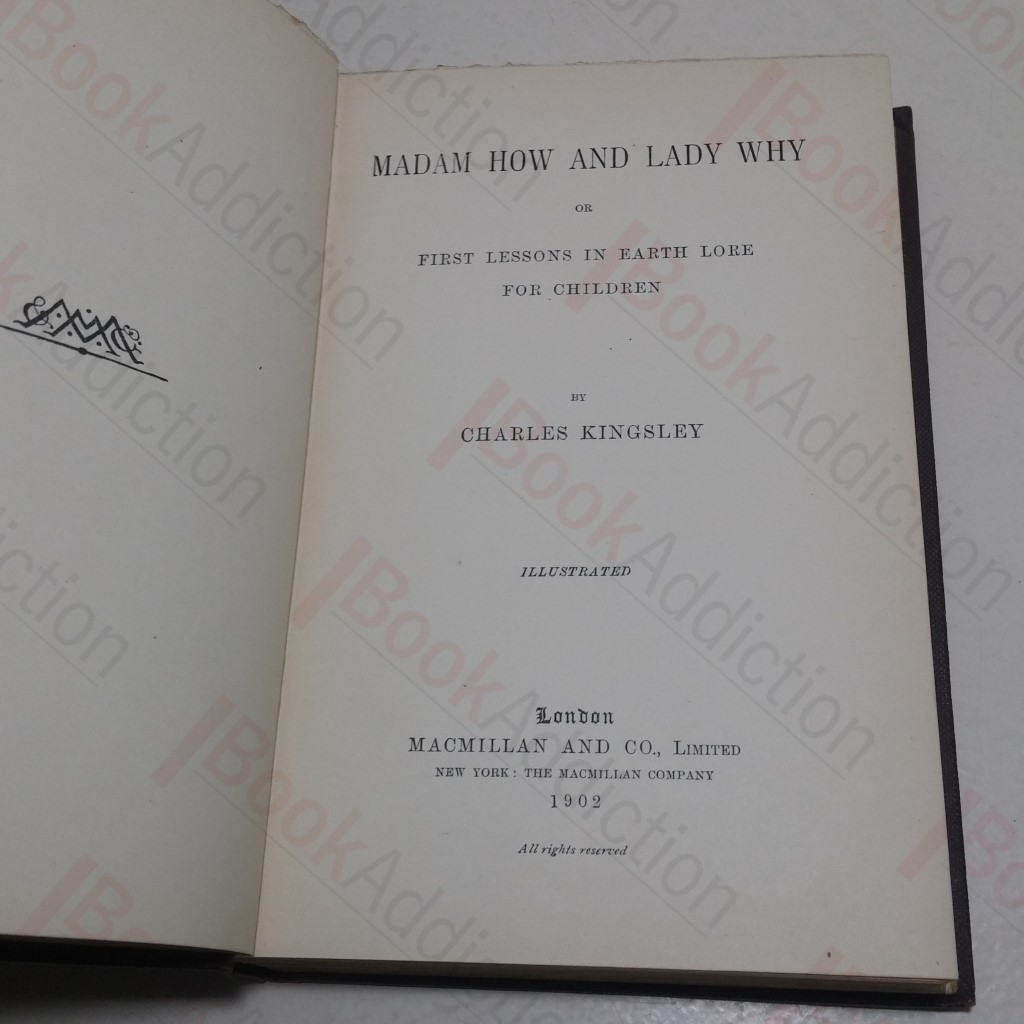 MADAM HOW AND LADY WHY
OR
FIRST LESSONS IN EARTH LORE
FOR CHILDREN
BY
CHARLES KINGSLEY
ILLUSTRATED
London
MACMILLAN AND CO., LIMITED
NEW YORK: THE MACMILLAN COMPANY
1902
All rights reserved
BookAddiction